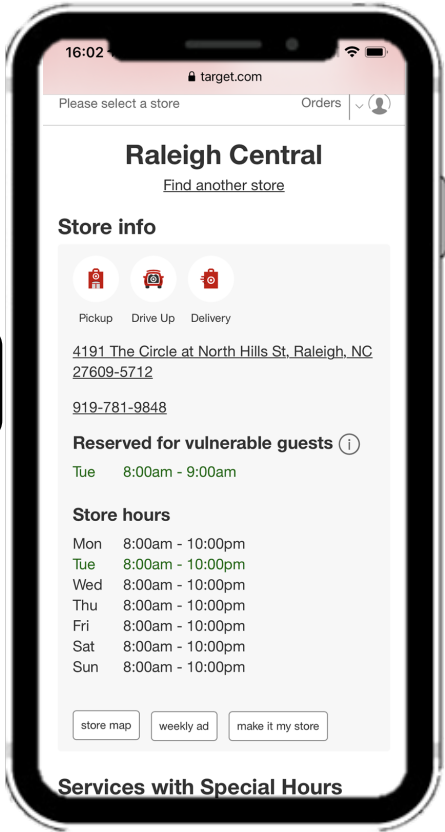 16:02
target.com
Please select a store Orders
Raleigh Central
Find another store
Store info
Pickup Drive Up Delivery
4191 The Circle at North Hills St, Raleigh, NC
27609-5712
919-781-9848
Reserved for vulnerable guests i
Tue 8:00am - 9:00am
Store hours
Mon 8:00am - 10:00pm
Tue 8:00am - 10:00pm
Wed 8:00am - 10:00pm
Thu 8:00am - 10:00pm
Fri 8:00am - 10:00pm
Sat 8:00am - 10:00pm
Sun 8:00am - 10:00pm
store map weekly ad make it my store
Services with Special Hours